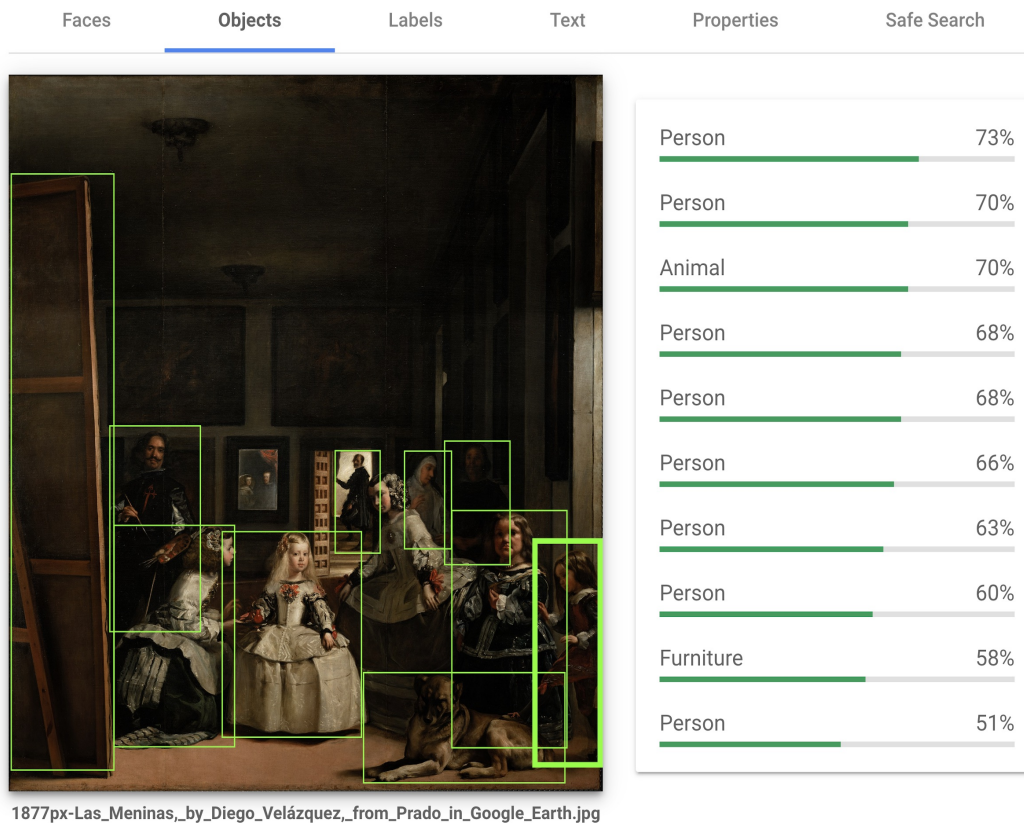 Faces Objects Labels Text Properties Safe Search
Person 73%
Person 70%
Animal 70%
Person 68%
Person 68%
Person 66%
Person 63%
Person 60%
Furniture 58%
Person 51%
1877px-Las_Meninas,_by_Diego_Velázquez,_from_Prado_in_Google_Earth.jpg